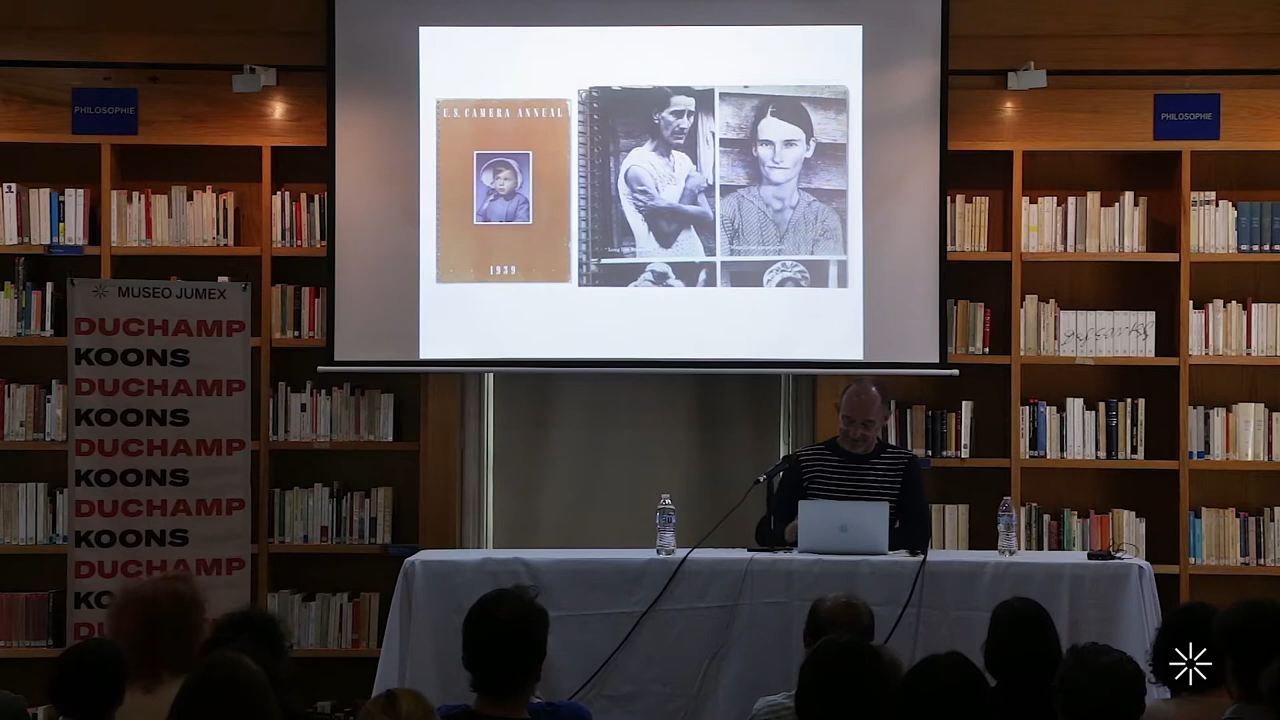 PHILOSOPHIE
PHILOSOPHIE
U.S. CAMERA ANNUAL
1939
MUSEO JUMEX
DUCHAMP
KOONS
DUCHAMP
KOONS
DUCHAMP
KOONS
DUCHAMP
KOONS
DUCHAMP